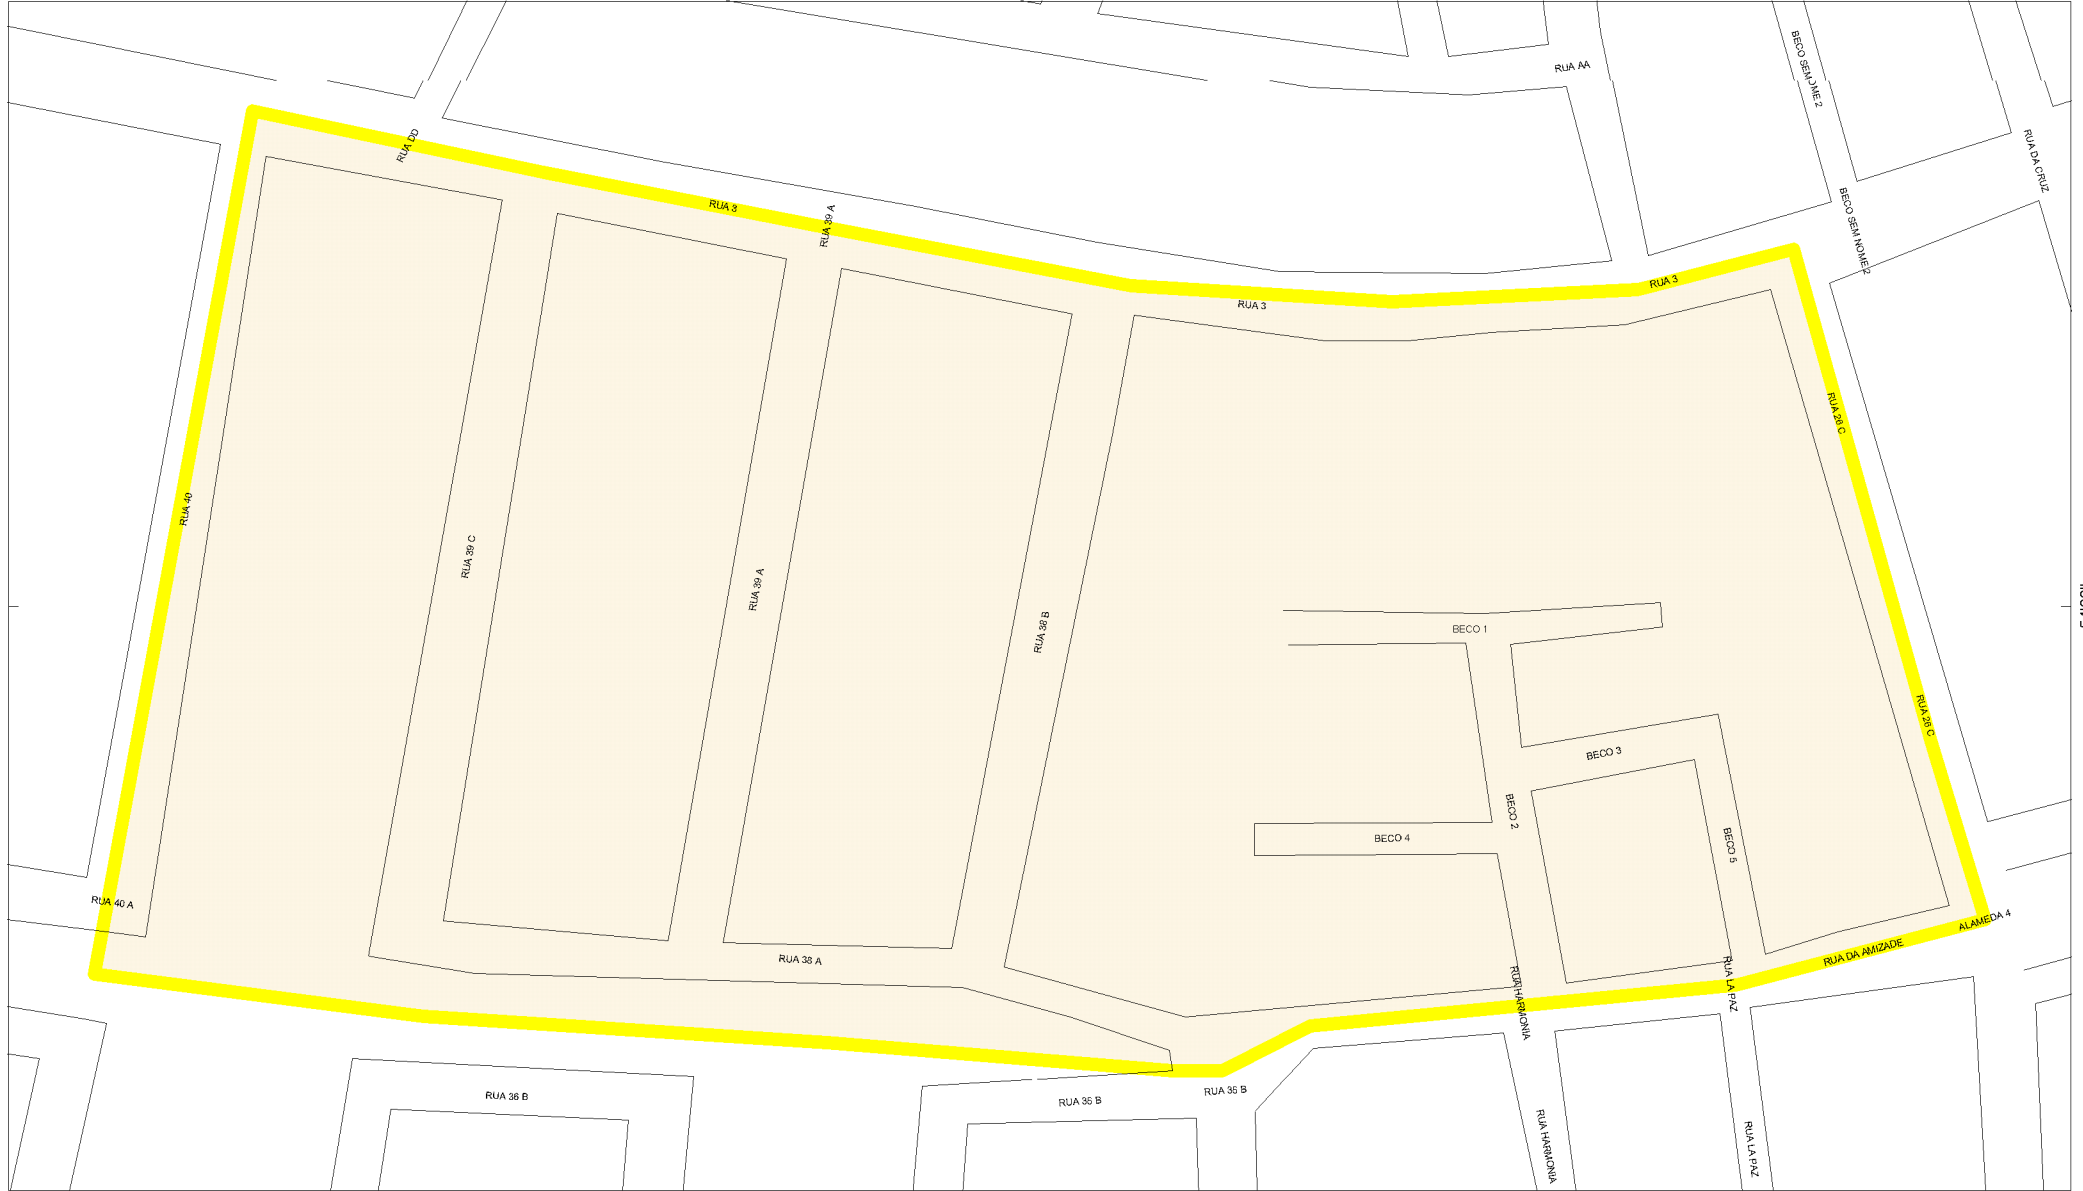 RUA AA
BECO SEM NOME 2
RUA DA CRUZ
RUA DD
BECO SEM NOME 2
RUA 3
RUA 39 A
RUA 3
RUA 3
RUA 26 C
RUA 40
RUA 39 C
RUA 39 A
RUA 38 B
BECO 1
RUA 26 C
BECO 3
BECO 2
BECO 4
BECO 5
RUA 40 A
ALAMEDA 4
RUA DA AMIZADE
RUA 38 A
RUA HARMONIA
RUA LA PAZ
RUA 36 B
RUA 35 B
RUA 35 B
RUA HARMONIA
RUA LA PAZ